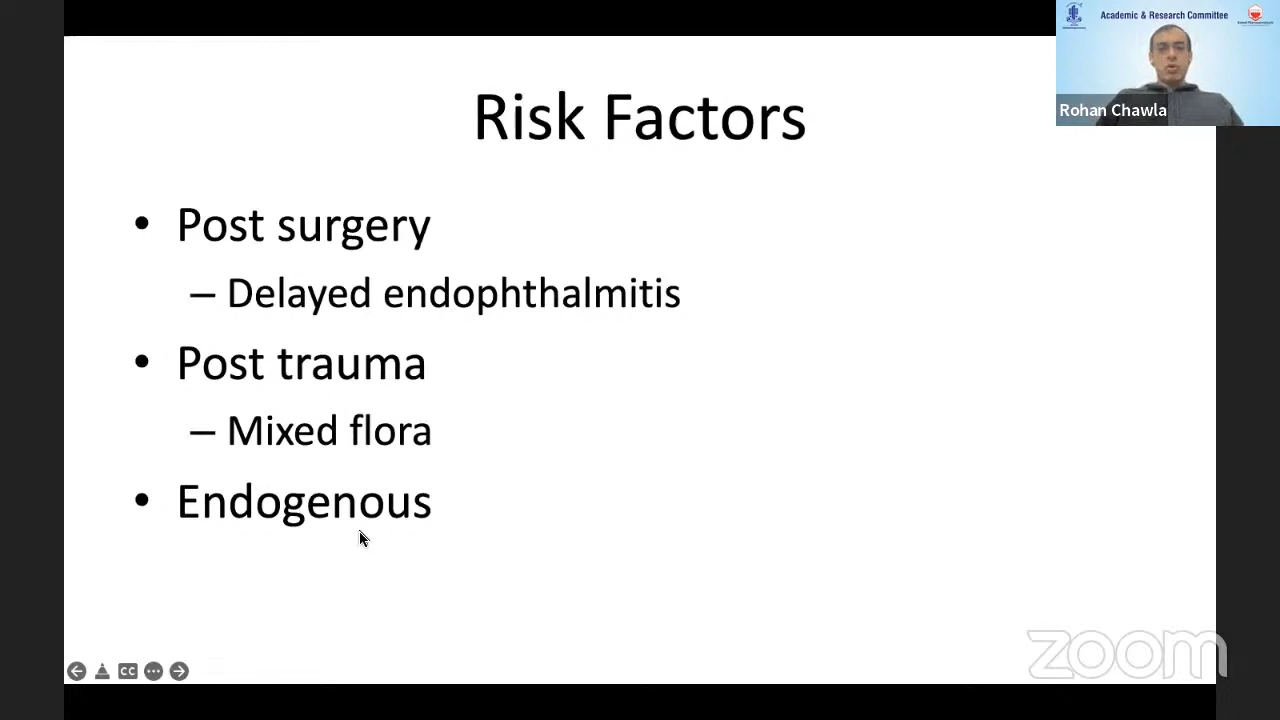 Academic & Research Committee
Rohan Chawla
Risk Factors
• Post surgery
– Delayed endophthalmitis
• Post trauma
– Mixed flora
• Endogenous
CC
zoom